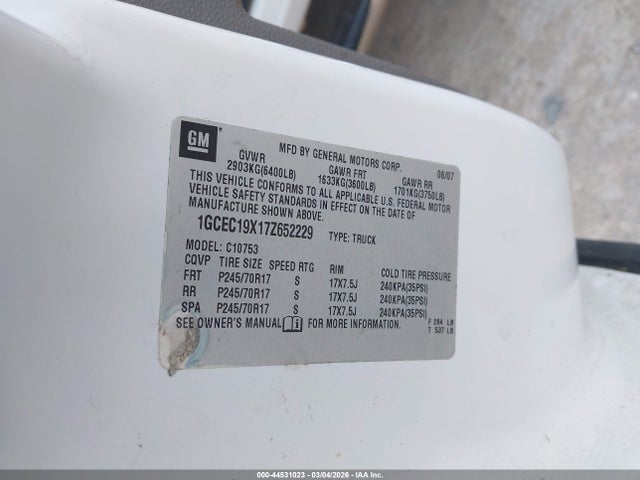 GM
MFD BY GENERAL MOTORS CORP. 06/07
GVWR GAWR FRT GAWR RR
2903KG(6400LB) 1633KG(3600LB) 1701KG(3750LB)
THIS VEHICLE CONFORMS TO ALL APPLICABLE U.S. FEDERAL MOTOR
VEHICLE SAFETY STANDARDS IN EFFECT ON THE DATE OF
MANUFACTURE SHOWN ABOVE.
1GCEC19X17Z652229 TYPE: TRUCK
MODEL: C10753
CQVP TIRE SIZE SPEED RTG RIM COLD TIRE PRESSURE
FRT P245/70R17 S 17X7.5J 240KPA(35PSI)
RR P245/70R17 S 17X7.5J 240KPA(35PSI)
SPA P245/70R17 S 17X7.5J 240KPA(35PSI)
SEE OWNER'S MANUAL i FOR MORE INFORMATION.
F 284 LB
T 537 LB
000-44531023 - 03/04/2026 - IAA Inc.